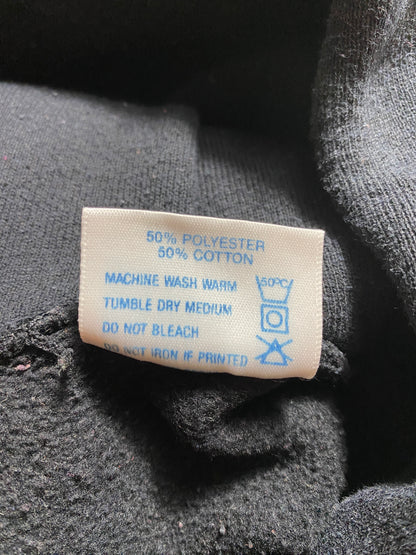 50% POLYESTER
50% COTTON
MACHINE WASH WARM 50°C
TUMBLE DRY MEDIUM
DO NOT BLEACH
DO NOT IRON IF PRINTED